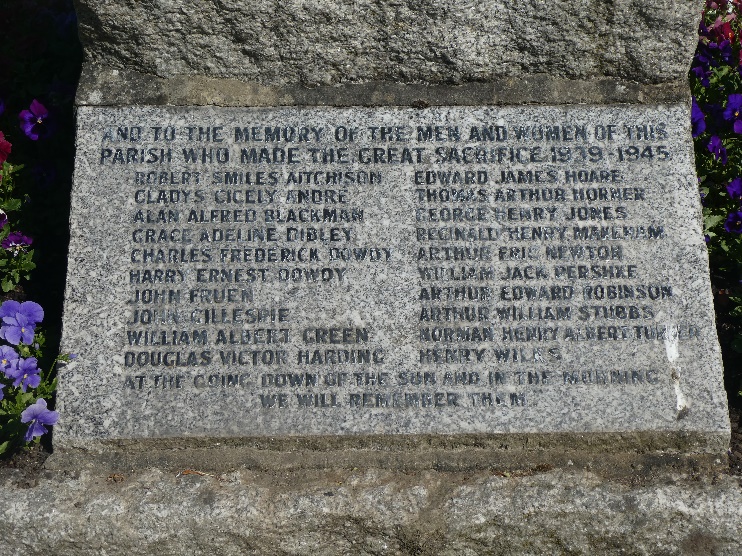 AND TO THE MEMORY OF THE MEN AND WOMEN OF THIS
PARISH WHO MADE THE GREAT SACRIFICE 1939-1945
ROBERT SMILES AITCHISON
GLADYS CICELY ANDRE
ALAN ALFRED BLACKMAN
GRACE ADELINE DIBLEY
CHARLES FREDERICK DOWDY
HARRY ERNEST DOWDY
JOHN FRUEN
JOHN GILLESPIE
WILLIAM ALBERT GREEN
DOUGLAS VICTOR HARDING
EDWARD JAMES HOARE
THOMAS ARTHUR HORNER
GEORGE HENRY JONES
REGINALD HENRY MAKEHAM
ARTHUR ERIC NEWTON
WILLIAM JACK PERSHKE
ARTHUR EDWARD ROBINSON
ARTHUR WILLIAM STUBBS
NORMAN HENRY ALBERT TURNER
HENRY WILKS
AT THE GOING DOWN OF THE SUN AND IN THE MORNING
WE WILL REMEMBER THEM